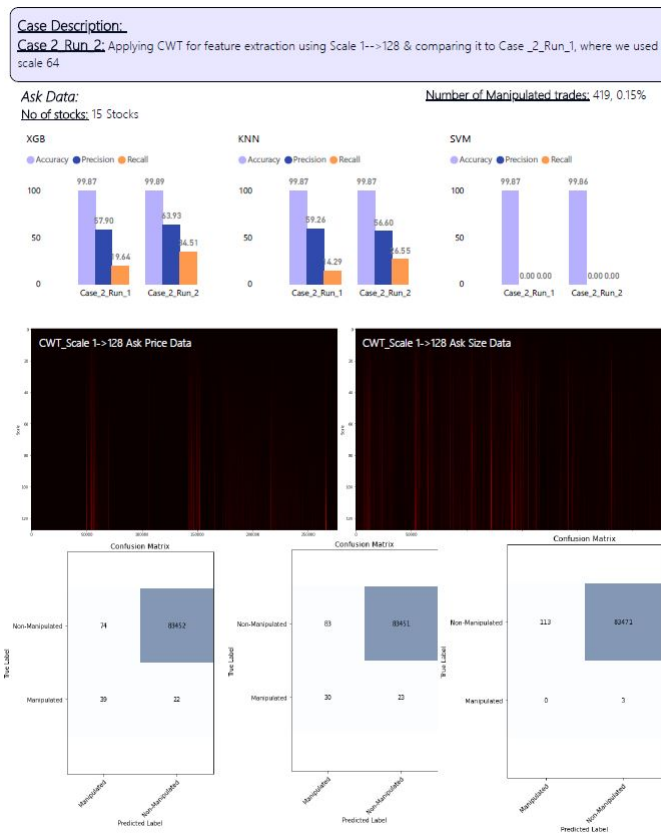 Case Description:
Case 2_Run_2: Applying CWT for feature extraction using Scale 1-->128 & comparing it to Case _2_Run_1, where we used
scale 64
Ask Data:
Number of Manipulated trades: 419, 0.15%
No of stocks: 15 Stocks
XGB
Accuracy Precision Recall
100
50
0
99.87
57.90
19.64
99.89
63.93
34.51
Case_2_Run_1
Case_2_Run_2
KNN
Accuracy Precision Recall
100
50
0
99.87
59.26
14.29
99.87
56.60
26.55
Case_2_Run_1
Case_2_Run_2
SVM
Accuracy Precision Recall
100
50
0
99.87
0.00 0.00
99.86
0.00 0.00
Case_2_Run_1
Case_2_Run_2
CWT_Scale 1->128 Ask Price Data
Scale
CWT_Scale 1->128 Ask Size Data
Scale
Confusion Matrix
True Label
Non-Manipulated
74
83452
Manipulated
39
22
Manipulated
Non-Manipulated
Predicted Label
Confusion Matrix
True Label
Non-Manipulated
83
83451
Manipulated
30
23
Manipulated
Non-Manipulated
Predicted Label
Confusion Matrix
True Label
Non-Manipulated
113
83471
Manipulated
0
3
Manipulated
Non-Manipulated
Predicted Label